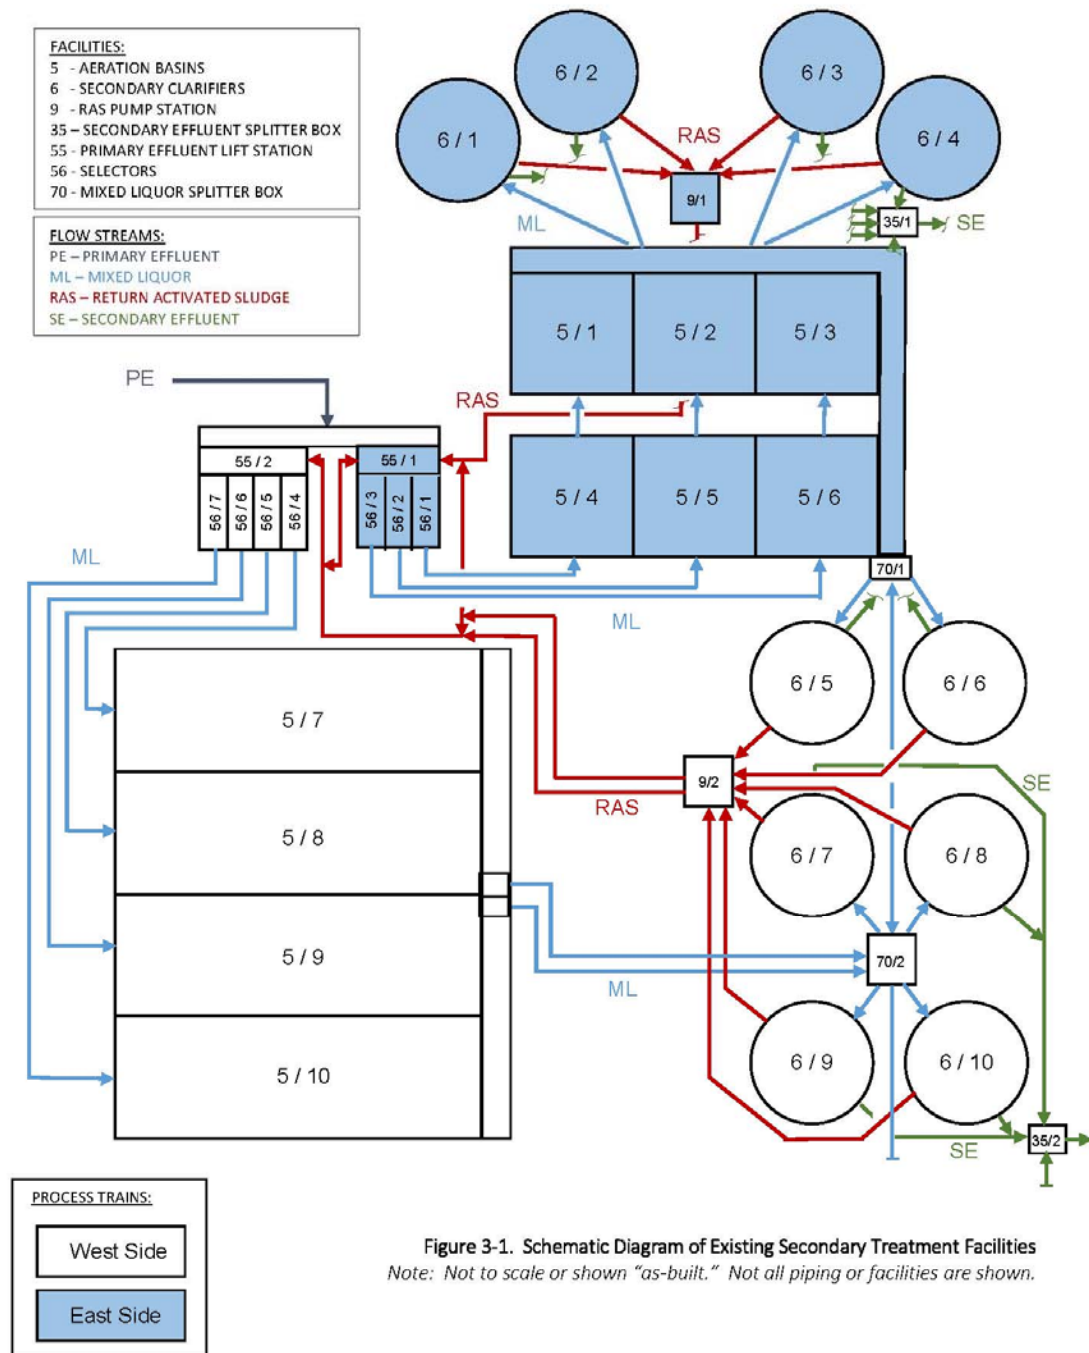 FACILITIES:
5 - AERATION BASINS
6 - SECONDARY CLARIFIERS
9 - RAS PUMP STATION
35 – SECONDARY EFFLUENT SPLITTER BOX
55 – PRIMARY EFFLUENT LIFT STATION
56 - SELECTORS
70 - MIXED LIQUOR SPLITTER BOX
FLOW STREAMS:
PE – PRIMARY EFFLUENT
ML – MIXED LIQUOR
RAS – RETURN ACTIVATED SLUDGE
SE – SECONDARY EFFLUENT
6 / 1
6 / 2
6 / 3
6 / 4
RAS
9/1
35/1
SE
ML
5 / 1
5 / 2
5 / 3
PE
RAS
5 / 4
5 / 5
5 / 6
55 / 2
55 / 1
56 / 7
56 / 6
56 / 5
56 / 4
56 / 3
56 / 2
56 / 1
ML
ML
70/1
6 / 5
6 / 6
5 / 7
9/2
RAS
SE
5 / 8
6 / 7
6 / 8
5 / 9
ML
70/2
5 / 10
6 / 9
6 / 10
SE
35/2
PROCESS TRAINS:
West Side
East Side
Figure 3-1. Schematic Diagram of Existing Secondary Treatment Facilities
Note: Not to scale or shown "as-built." Not all piping or facilities are shown.